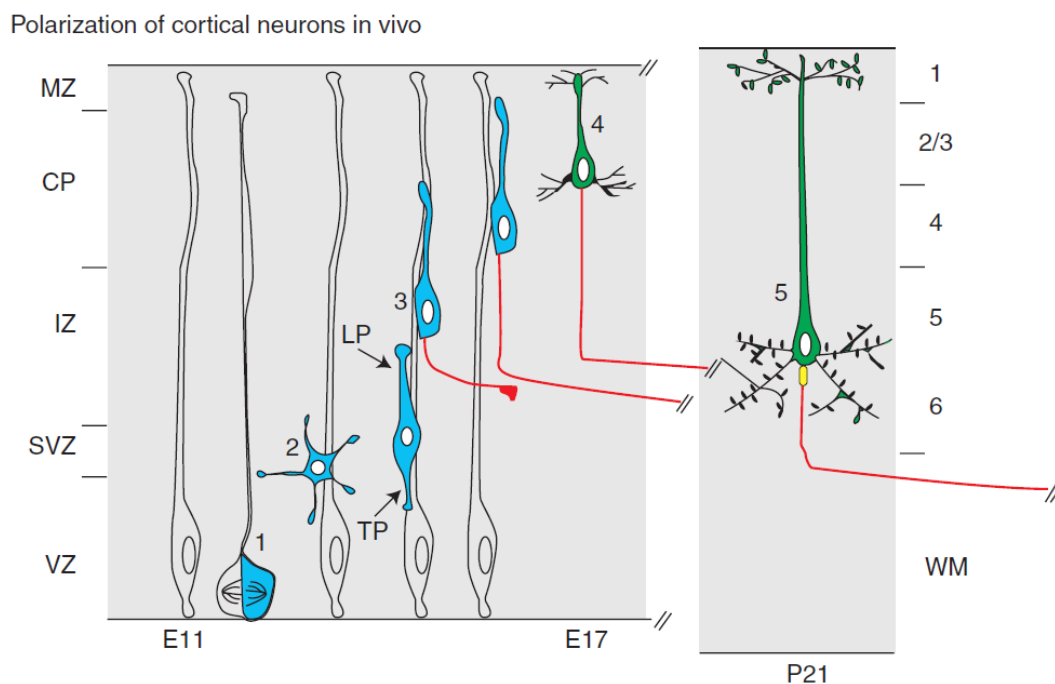 Polarization of cortical neurons in vivo
MZ
CP
IZ
SVZ
VZ
1
2
3
4
LP
TP
E11
E17
5
1
2/3
4
5
6
WM
P21